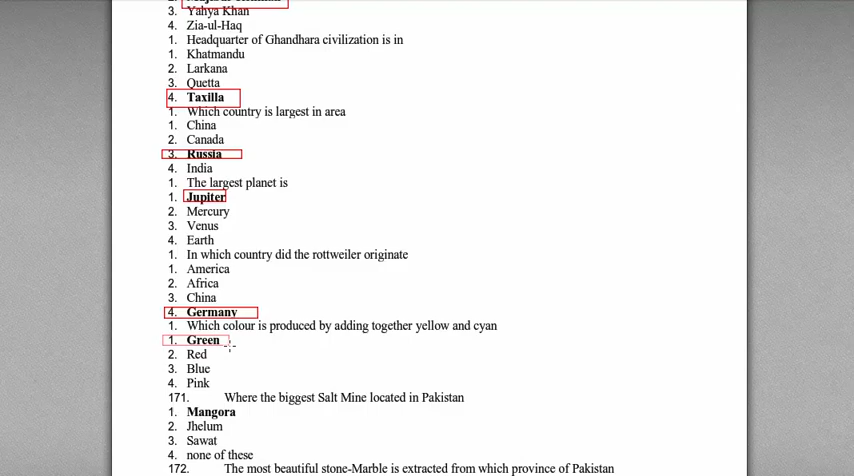 3. Yahya Khan
4. Zia-ul-Haq
1. Headquarter of Ghandhara civilization is in
1. Khatmandu
2. Larkana
3. Quetta
4. Taxilla
1. Which country is largest in area
1. China
2. Canada
3. Russia
4. India
1. The largest planet is
1. Jupiter
2. Mercury
3. Venus
4. Earth
1. In which country did the rottweiler originate
1. America
2. Africa
3. China
4. Germany
1. Which colour is produced by adding together yellow and cyan
1. Green
2. Red
3. Blue
4. Pink
171. Where the biggest Salt Mine located in Pakistan
1. Mangora
2. Jhelum
3. Sawat
4. none of these
172. The most beautiful stone-Marble is extracted from which province of Pakistan